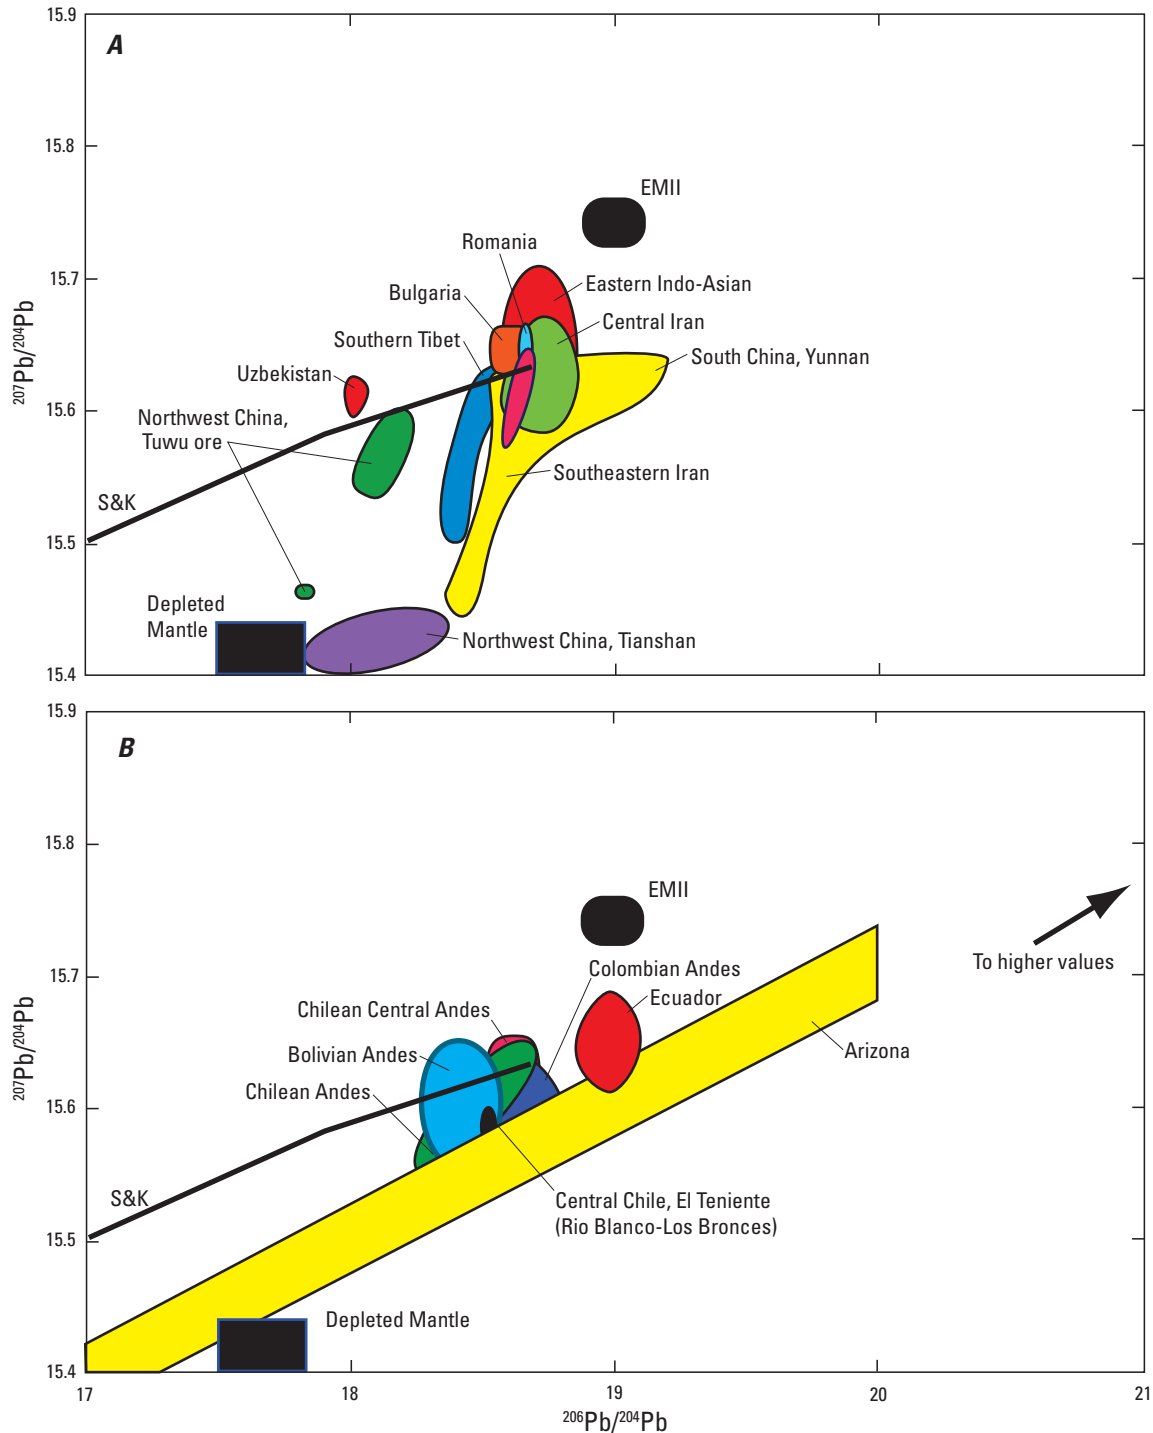 15.9
A
15.8
EMII
Romania
15.7
Eastern Indo-Asian
Bulgaria
Central Iran
Southern Tibet
South China, Yunnan
207Pb/204Pb
Uzbekistan
15.6
Northwest China,
Tuwu ore
Southeastern Iran
S&K
15.5
Depleted
Mantle
Northwest China, Tianshan
15.4
15.9
B
15.8
EMII
To higher values
Colombian Andes
15.7
Ecuador
Chilean Central Andes
207Pb/204Pb
Bolivian Andes
Arizona
Chilean Andes
15.6
S&K
Central Chile, El Teniente
(Rio Blanco-Los Bronces)
15.5
Depleted Mantle
15.4
17 18 19 20 21
206Pb/204Pb